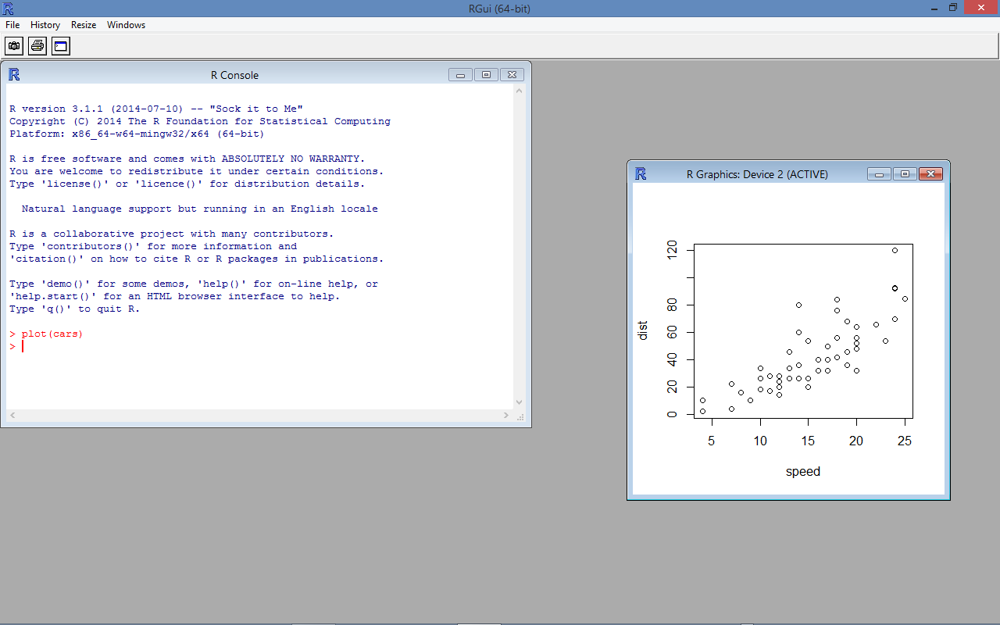 RGui (64-bit)
File History Resize Windows
R Console
R version 3.1.1 (2014-07-10) -- "Sock it to Me"
Copyright (C) 2014 The R Foundation for Statistical Computing
Platform: x86_64-w64-mingw32/x64 (64-bit)
R is free software and comes with ABSOLUTELY NO WARRANTY.
You are welcome to redistribute it under certain conditions.
Type 'license()' or 'licence()' for distribution details.
Natural language support but running in an English locale
R is a collaborative project with many contributors.
Type 'contributors()' for more information and
'citation()' on how to cite R or R packages in publications.
Type 'demo()' for some demos, 'help()' for on-line help, or
'help.start()' for an HTML browser interface to help.
Type 'q()' to quit R.
> plot(cars)
>
R Graphics: Device 2 (ACTIVE)
120
80
60
40
20
0
dist
5 10 15 20 25
speed